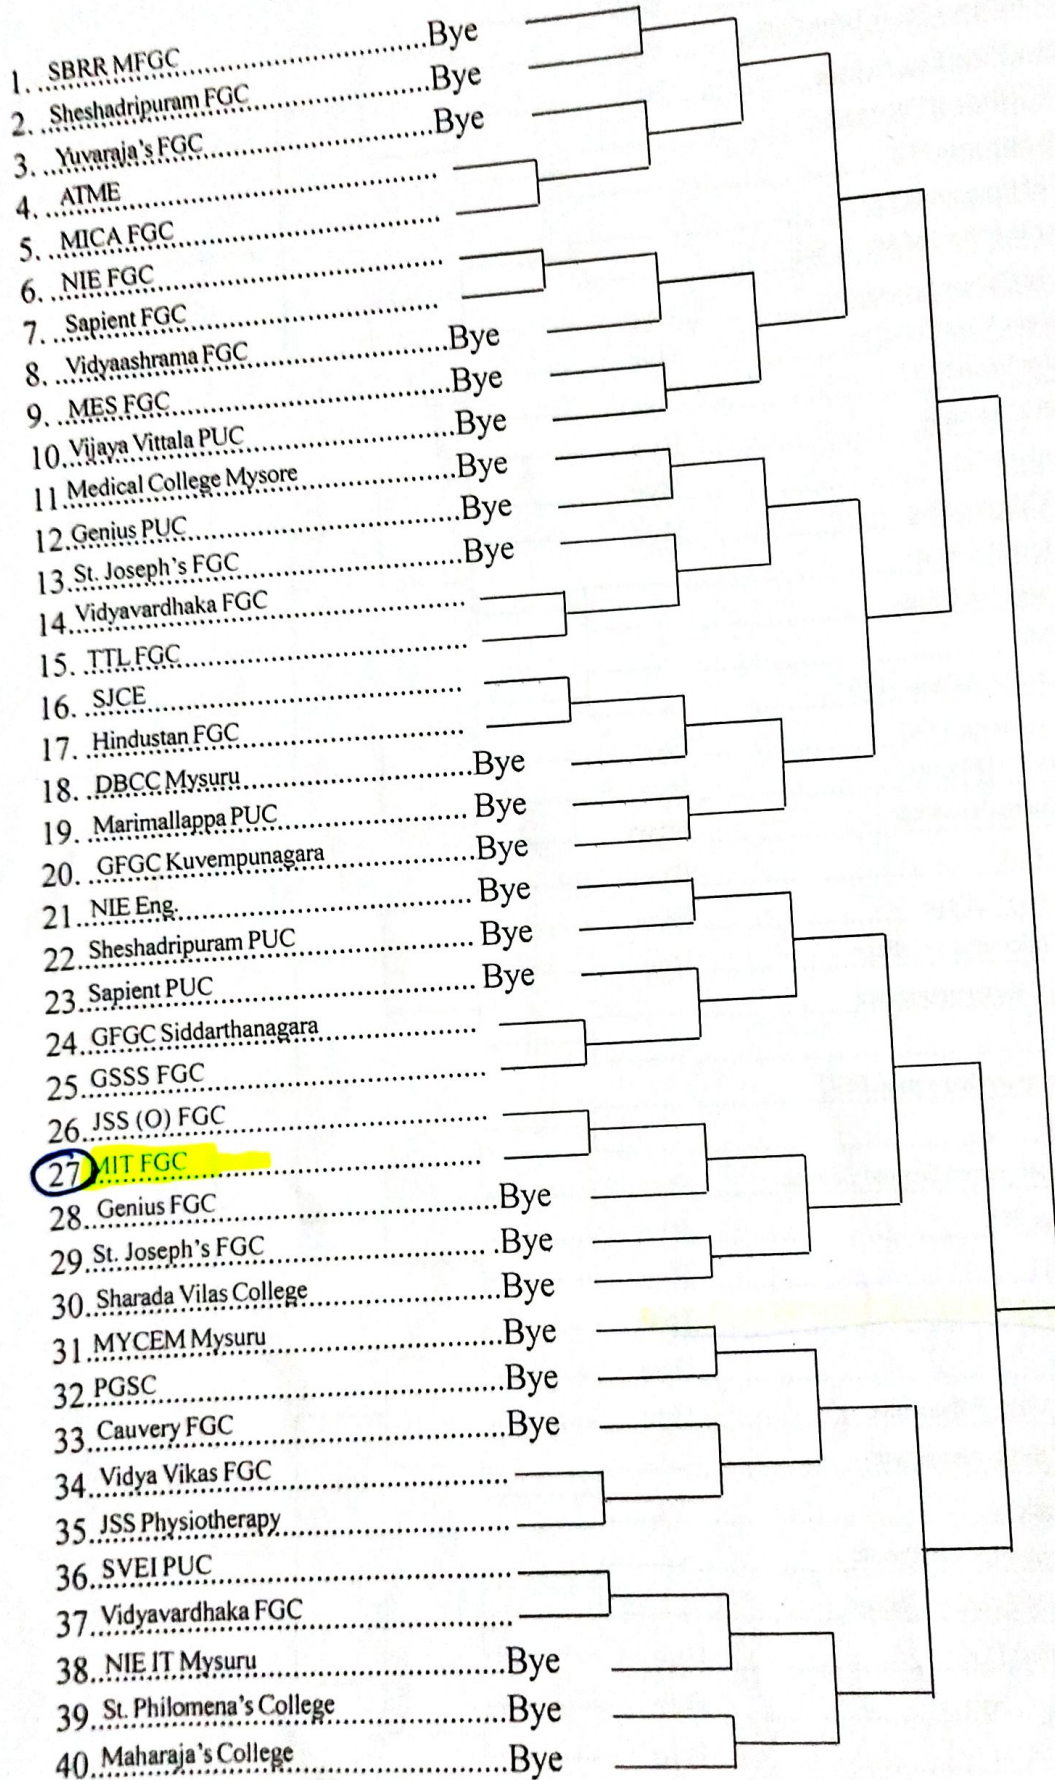 1. SBRR MFGC Bye
2. Sheshadripuram FGC Bye
3. Yuvaraja's FGC Bye
4. ATME
5. MICA FGC
6. NIE FGC
7. Sapient FGC
8. Vidyaashrama FGC Bye
9. MES FGC Bye
10. Vijaya Vittala PUC Bye
11 Medical College Mysore Bye
12. Genius PUC Bye
13. St. Joseph's FGC Bye
14. Vidyavardhaka FGC
15. TTL FGC
16. SJCE
17. Hindustan FGC
18. DBCC Mysuru Bye
19. Marimallappa PUC Bye
20. GFGC Kuvempunagara Bye
21. NIE Eng. Bye
22. Sheshadripuram PUC Bye
23. Sapient PUC Bye
24. GFGC Siddarthanagara
25. GSSS FGC
26. JSS (O) FGC
27 MIT FGC
28. Genius FGC Bye
29. St. Joseph's FGC Bye
30. Sharada Vilas College Bye
31. MYCEM Mysuru Bye
32. PGSC Bye
33. Cauvery FGC Bye
34. Vidya Vikas FGC
35. JSS Physiotherapy
36. SVEI PUC
37. Vidyavardhaka FGC
38. NIE IT Mysuru Bye
39. St. Philomena's College Bye
40. Maharaja's College Bye